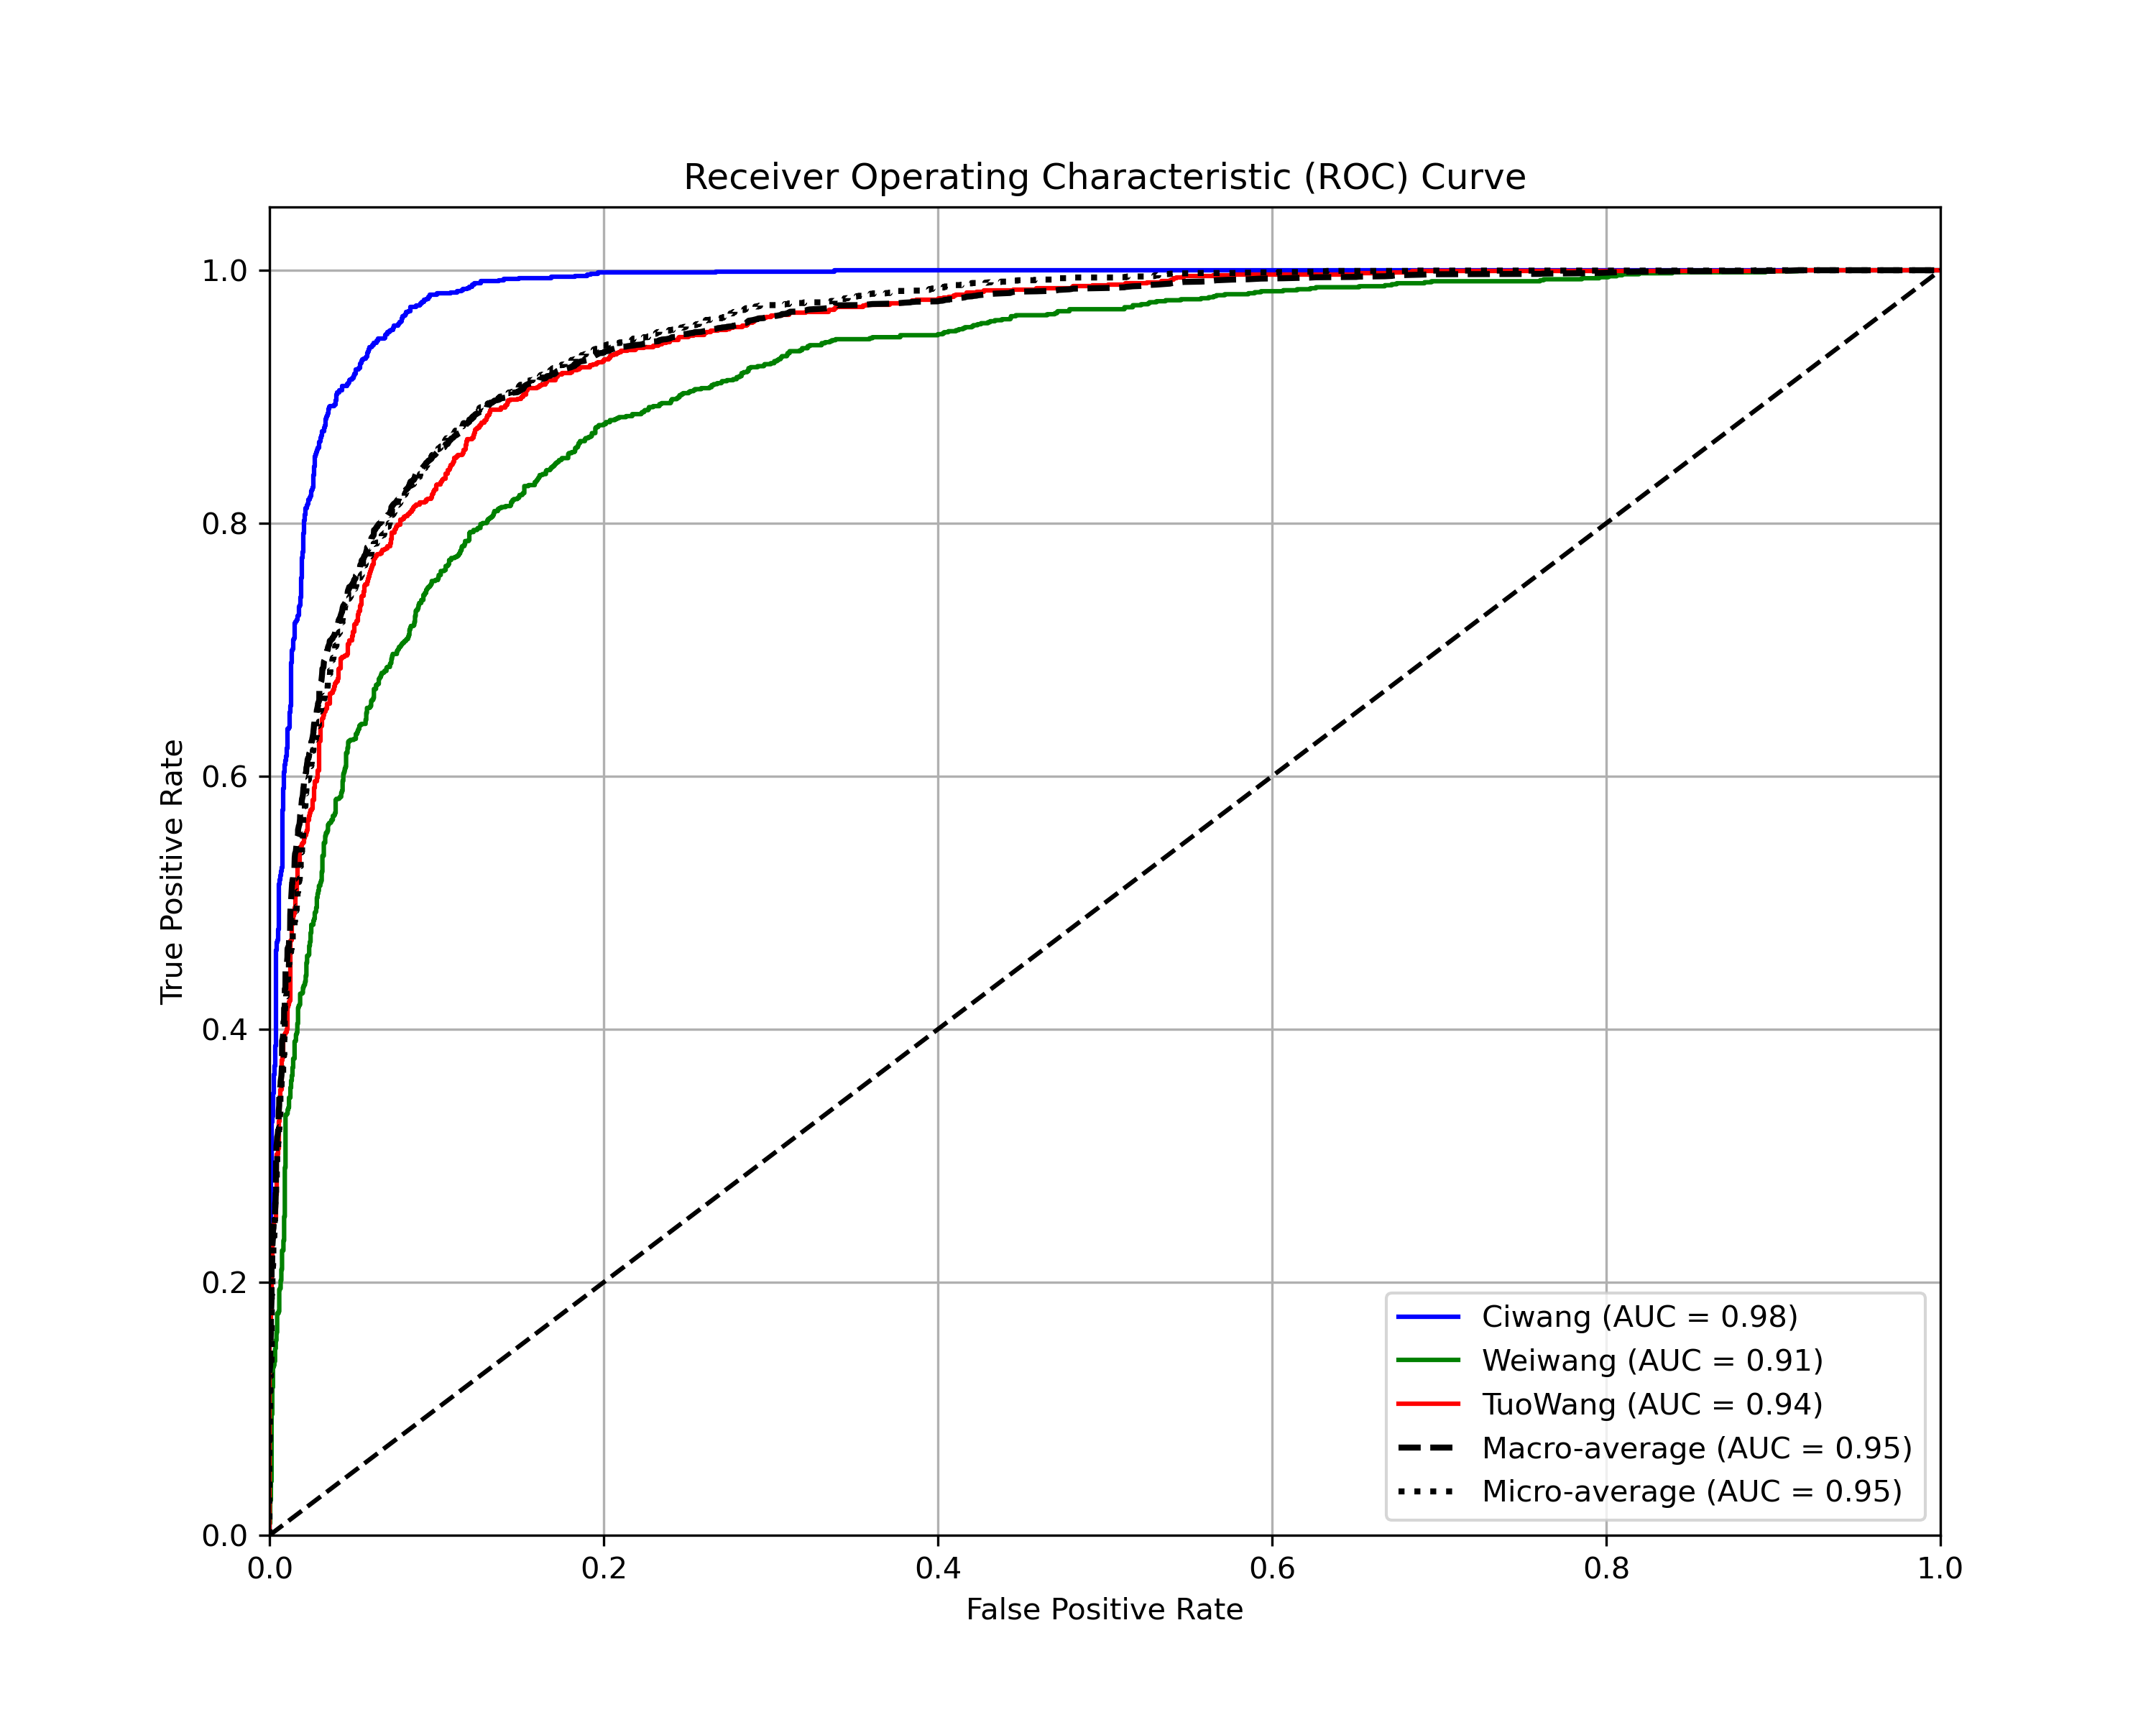 Receiver Operating Characteristic (ROC) Curve
True Positive Rate
1.0
0.8
0.6
0.4
0.2
0.0
0.0 0.2 0.4 0.6 0.8 1.0
False Positive Rate
Ciwang (AUC = 0.98)
Weiwang (AUC = 0.91)
TuoWang (AUC = 0.94)
Macro-average (AUC = 0.95)
Micro-average (AUC = 0.95)